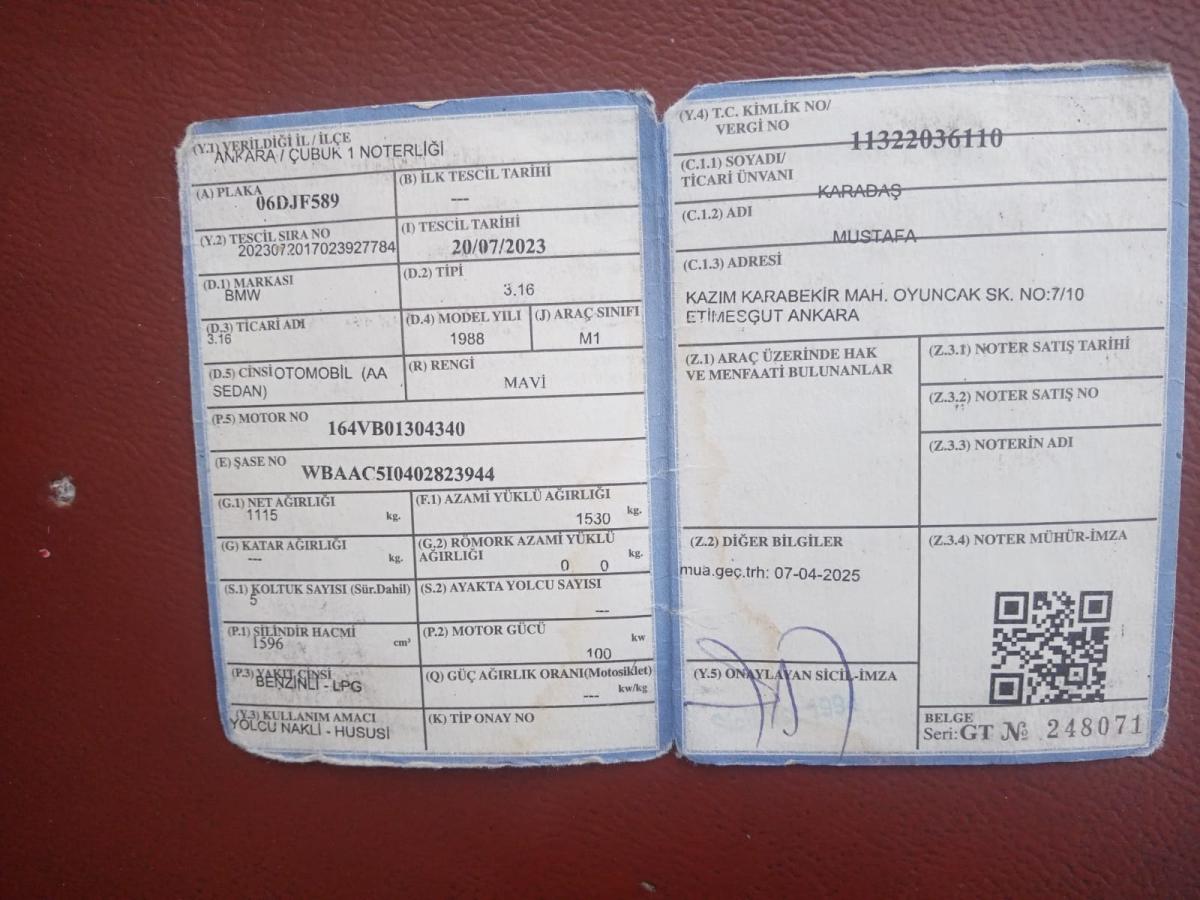 (Y.1) VERİLDİĞİ İL / İLÇE
ANKARA / ÇUBUK 1 NOTERLİĞİ
(A) PLAKA
06DJF589
(B) İLK TESCİL TARİHİ
---
(Y.2) TESCİL SIRA NO
2023072017023927784
(I) TESCİL TARİHİ
20/07/2023
(D.1) MARKASI
BMW
(D.2) TİPİ
3.16
(D.3) TİCARİ ADI
3.16
(D.4) MODEL YILI
1988
(J) ARAÇ SINIFI
M1
(D.5) CİNSİ OTOMOBİL (AA
SEDAN)
(R) RENGİ
MAVİ
(P.5) MOTOR NO
164VB01304340
(E) ŞASE NO
WBAAC5I0402823944
(G.1) NET AĞIRLIĞI
1115 kg.
(F.1) AZAMİ YÜKLÜ AĞIRLIĞI
1530 kg.
(G) KATAR AĞIRLIĞI
--- kg.
(G,2) RÖMORK AZAMİ YÜKLÜ
AĞIRLIĞI kg.
0 0
(S.1) KOLTUK SAYISI (Sür.Dahil)
5
(S.2) AYAKTA YOLCU SAYISI
---
(P.1) SİLİNDİR HACMİ
1596 cm³
(P.2) MOTOR GÜCÜ kw
100
(P.3) YAKIT CİNSİ
BENZİNLİ - LPG
(Q) GÜÇ AĞIRLIK ORANI(Motosiklet)
--- kw/kg
(Y.3) KULLANIM AMACI
YOLCU NAKLİ - HUSUSİ
(K) TİP ONAY NO
(Y.4) T.C. KİMLİK NO/
VERGİ NO
11322036110
(C.1.1) SOYADI/
TİCARİ ÜNVANI
KARADAŞ
(C.1.2) ADI
MUSTAFA
(C.1.3) ADRESİ
KAZIM KARABEKİR MAH. OYUNCAK SK. NO:7/10
ETİMESGUT ANKARA
(Z.1) ARAÇ ÜZERİNDE HAK
VE MENFAATİ BULUNANLAR
(Z.3.1) NOTER SATIŞ TARİHİ
(Z.3.2) NOTER SATIŞ NO
(Z.3.3) NOTERİN ADI
(Z.2) DİĞER BİLGİLER
mua.geç.trh: 07-04-2025
(Z.3.4) NOTER MÜHÜR-İMZA
(Y.5) ONAYLAYAN SİCİL-İMZA
BELGE
Seri: GT № 248071